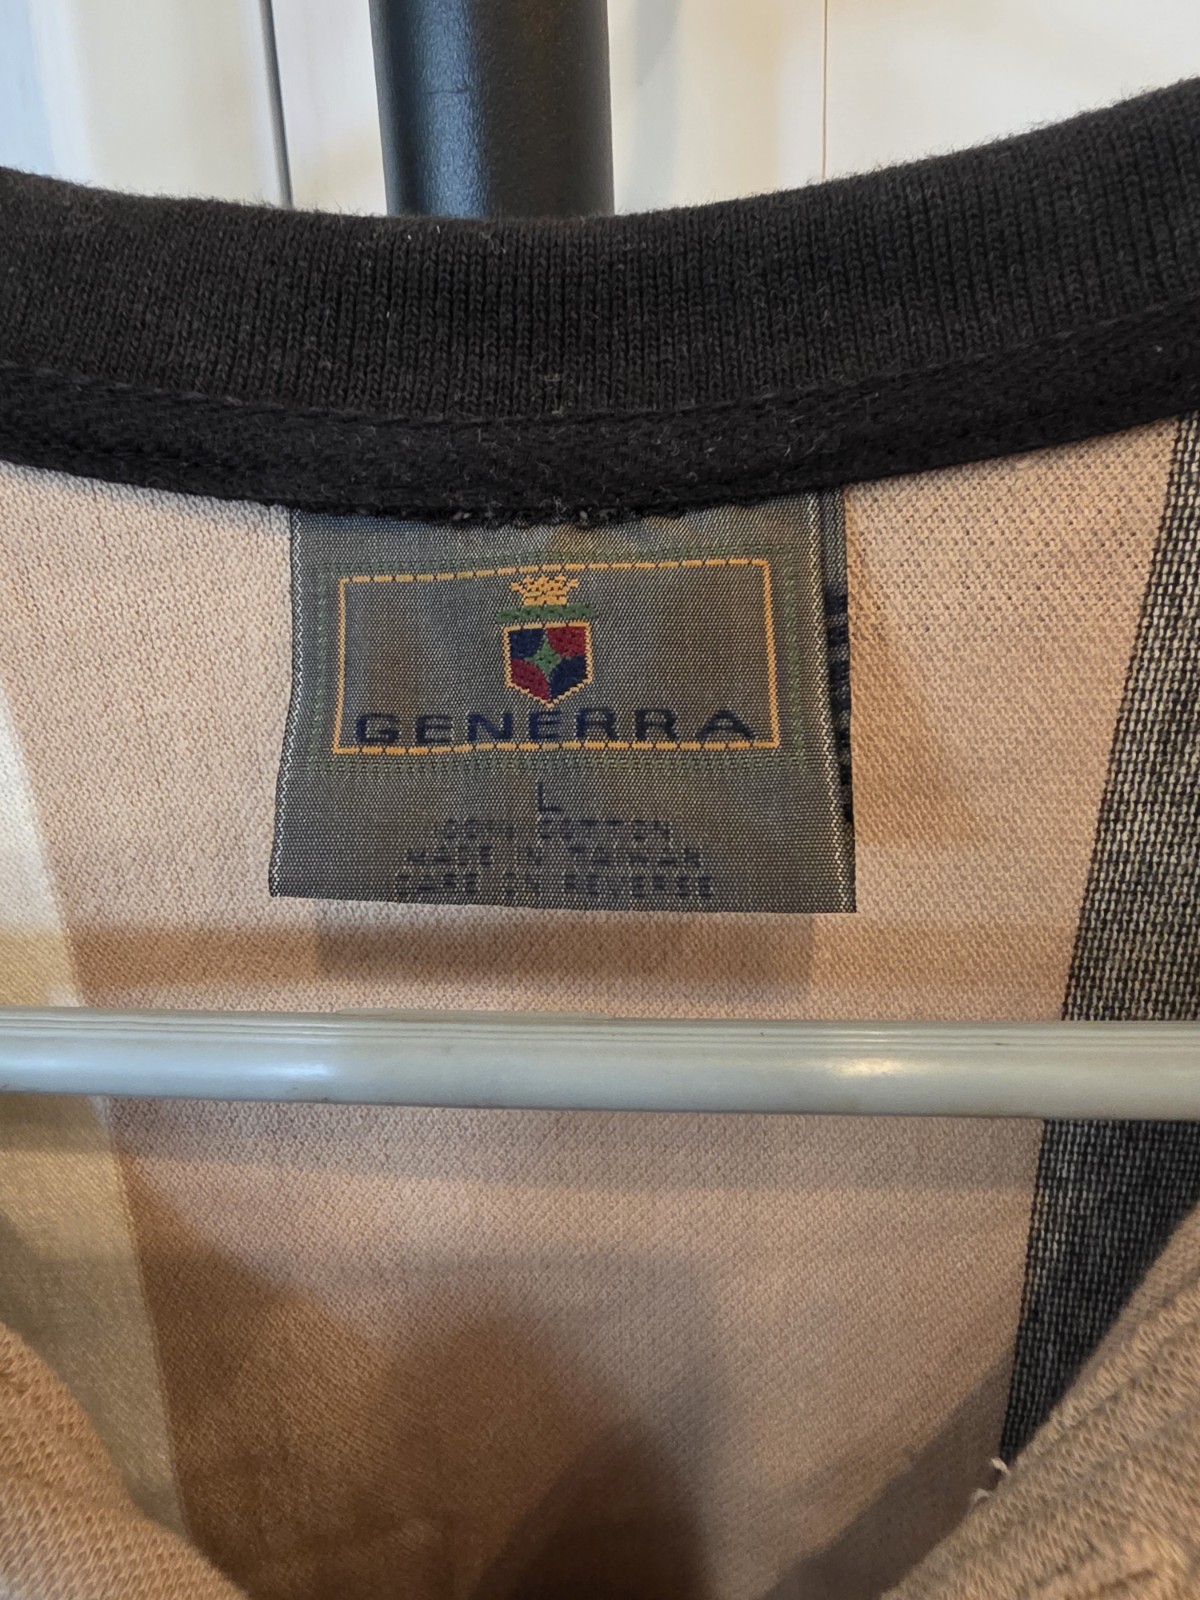 GENERRA
L
100% COTTON
MADE IN TAIWAN
CARE ON REVERSE